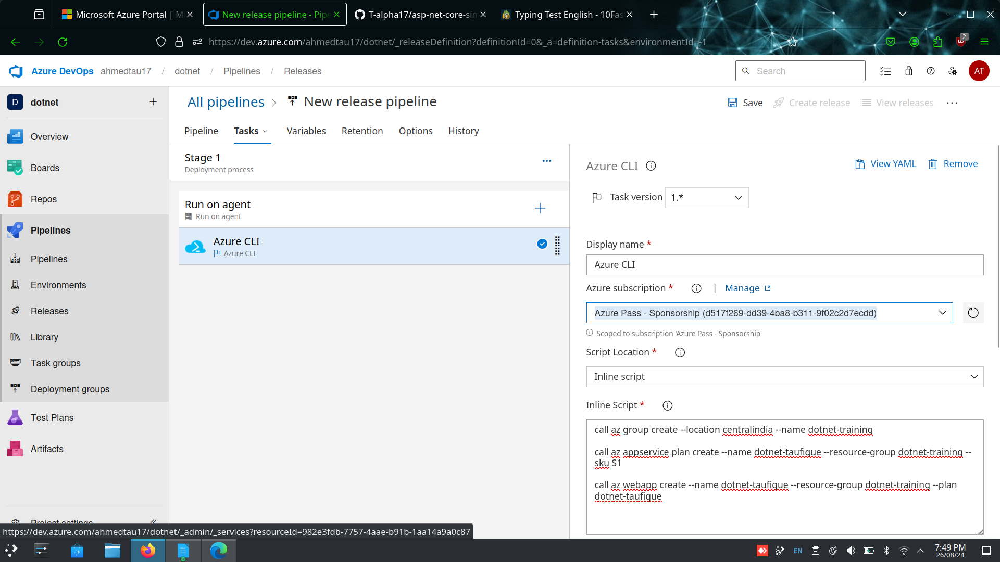 Microsoft Azure Portal | M
New release pipeline - Pipe
T-alpha17/asp-net-core-sim
Typing Test English - 10Fas
https://dev.azure.com/ahmedtau17/dotnet/_releaseDefinition?definitionId=0&_a=definition-tasks&environmentId=-1
2
Azure DevOps ahmedtau17 / dotnet / Pipelines / Releases
Search
AT
D dotnet
Overview
Boards
Repos
Pipelines
Pipelines
Environments
Releases
Library
Task groups
Deployment groups
Test Plans
Artifacts
Project settings
All pipelines > New release pipeline
Save Create release View releases
Pipeline Tasks Variables Retention Options History
Stage 1
Deployment process
Run on agent
Run on agent
Azure CLI
Azure CLI
Azure CLI
View YAML Remove
Task version 1.*
Display name *
Azure CLI
Azure subscription * | Manage
Azure Pass - Sponsorship (d517f269-dd39-4ba8-b311-9f02c2d7ecdd)
Scoped to subscription 'Azure Pass - Sponsorship'
Script Location *
Inline script
Inline Script *
call az group create --location centralindia --name dotnet-training
call az appservice plan create --name dotnet-taufique --resource-group dotnet-training --
sku S1
call az webapp create --name dotnet-taufique --resource-group dotnet-training --plan
dotnet-taufique
https://dev.azure.com/ahmedtau17/dotnet/_admin/_services?resourceId=982e3fdb-7757-4aae-b91b-1aa14a9a0c87
EN
7:49 PM
26/08/24